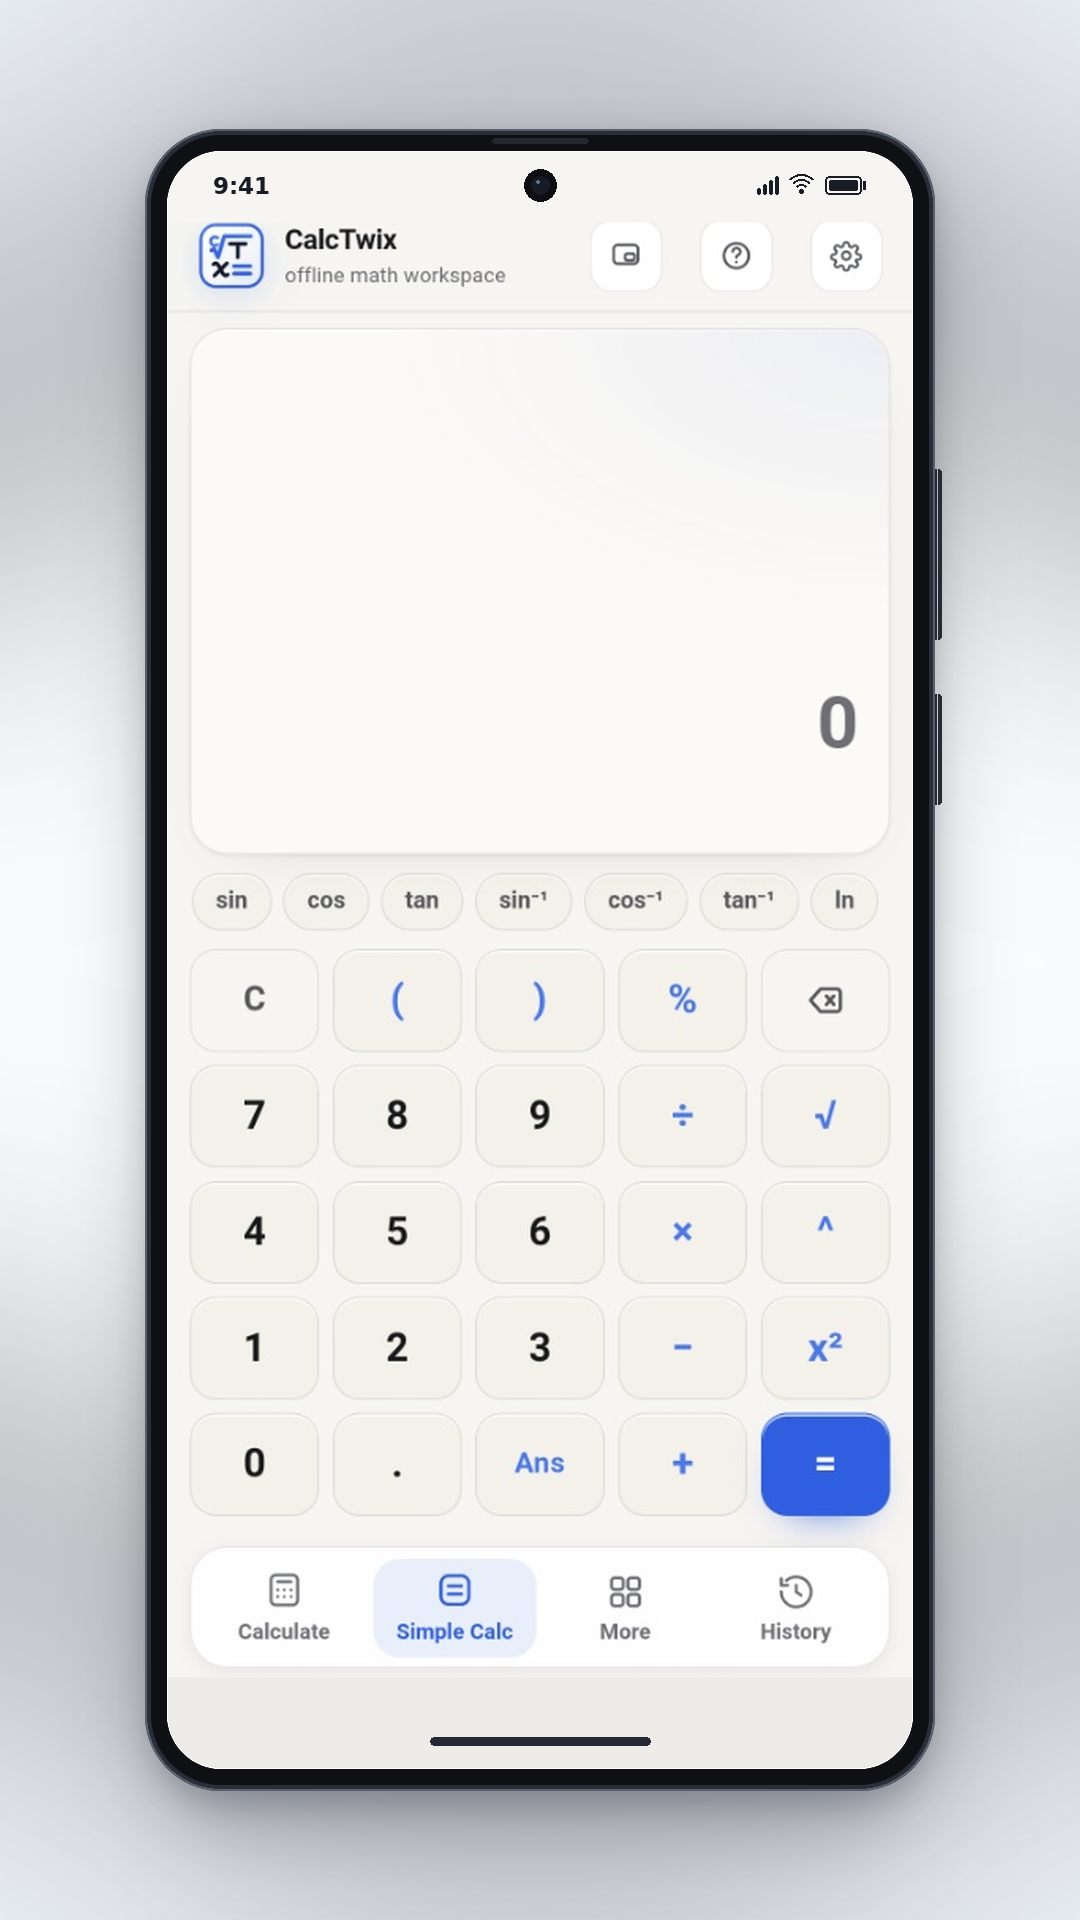 9:41
CalcTwix
offline math workspace
0
sin cos tan sin⁻¹ cos⁻¹ tan⁻¹ ln
C ( ) %
7 8 9 ÷ √
4 5 6 × ^
1 2 3 − x²
0 . Ans + =
Calculate Simple Calc More History